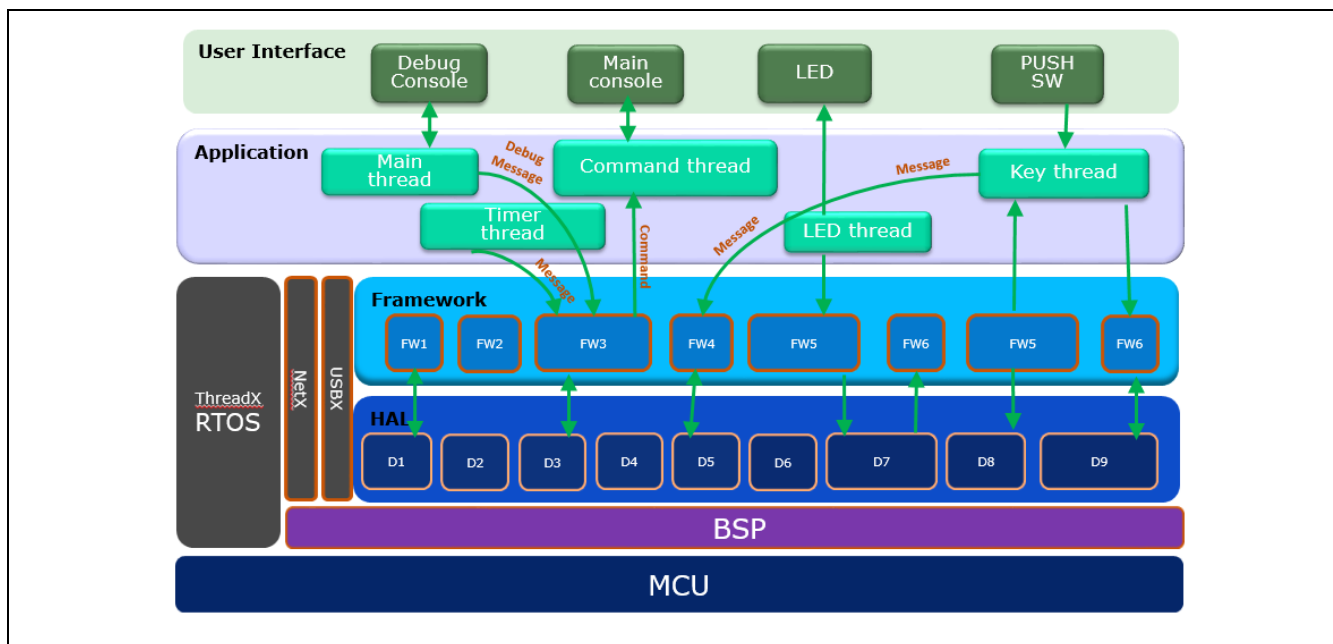 User Interface
Debug
Console
Main
console
LED
PUSH
SW
Application
Main
thread
Debug
Message
Command thread
Message
Key thread
Timer
thread
Message
Command
Message
LED thread
ThreadX
RTOS
NetX
USBX
Framework
FW1
FW2
FW3
FW4
FW5
FW6
FW5
FW6
HAL
D1
D2
D3
D4
D5
D6
D7
D8
D9
BSP
MCU